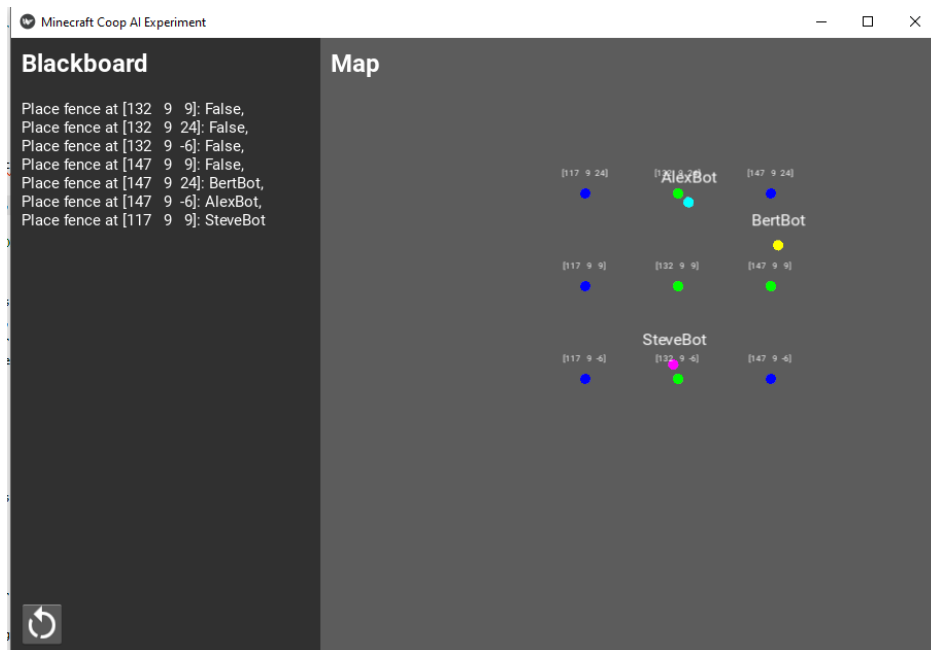 Minecraft Coop AI Experiment
Blackboard
Place fence at [132 9 9]: False,
Place fence at [132 9 24]: False,
Place fence at [132 9 -6]: False,
Place fence at [147 9 9]: False,
Place fence at [147 9 24]: BertBot,
Place fence at [147 9 -6]: AlexBot,
Place fence at [117 9 9]: SteveBot
Map
[117 9 24]
AlexBot
[147 9 24]
BertBot
[117 9 9]
[132 9 9]
[147 9 9]
SteveBot
[117 9 -6]
[132 9 -6]
[147 9 -6]